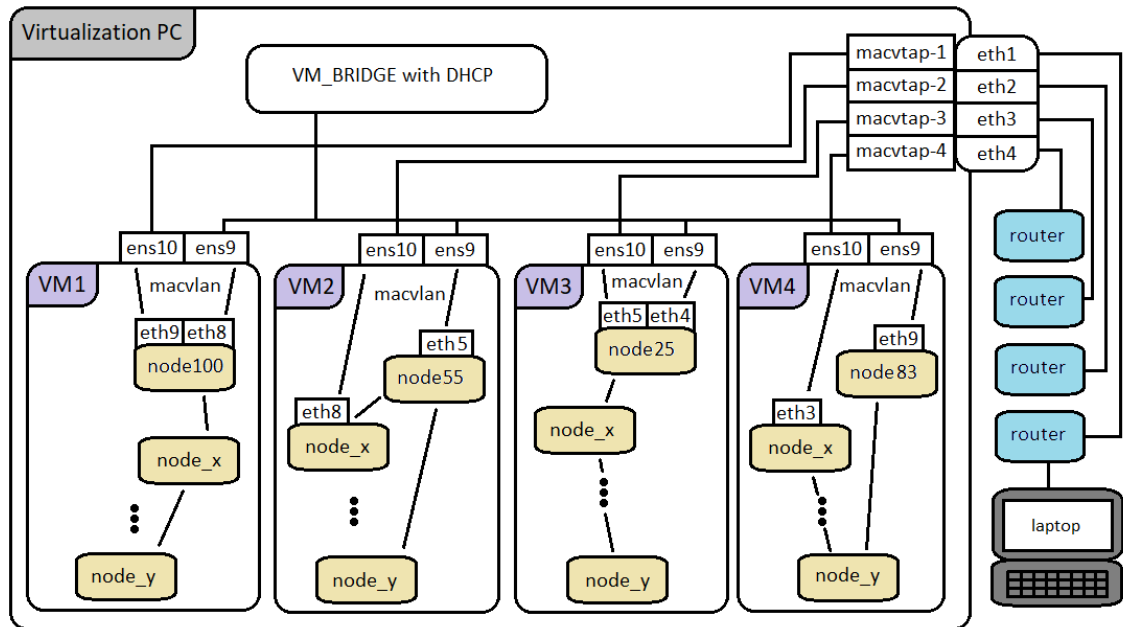 Virtualization PC
VM_BRIDGE with DHCP
macvtap-1 eth1
macvtap-2 eth2
macvtap-3 eth3
macvtap-4 eth4
ens10 ens9
ens10 ens9
ens10 ens9
ens10 ens9
VM1
macvlan
eth9 eth8
node100
node_x
node_y
VM2
macvlan
eth5
node55
eth8
node_x
node_y
VM3
macvlan
eth5 eth4
node25
node_x
node_y
VM4
macvlan
eth9
node83
eth3
node_x
node_y
router
router
router
router
laptop